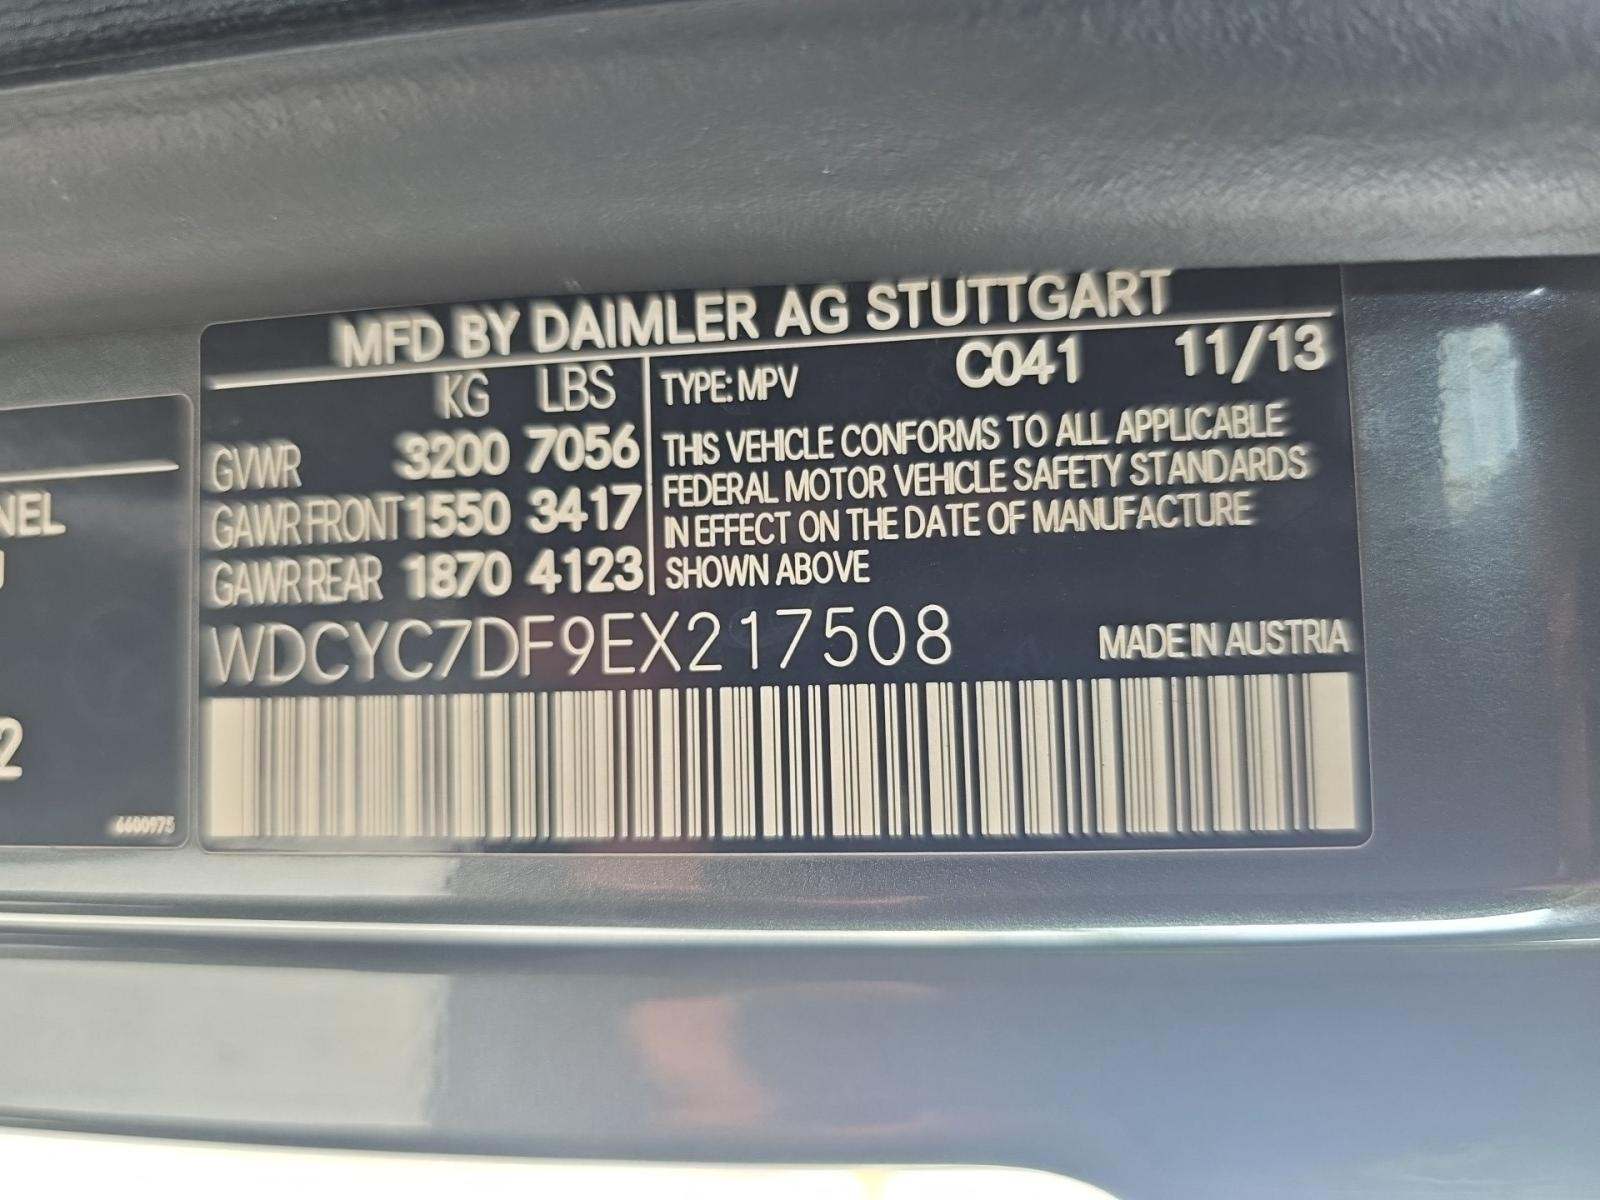 MFD BY DAIMLER AG STUTTGART
KG LBS
GVWR 3200 7056
GAWR FRONT 1550 3417
GAWR REAR 1870 4123
TYPE: MPV C041 11/13
THIS VEHICLE CONFORMS TO ALL APPLICABLE
FEDERAL MOTOR VEHICLE SAFETY STANDARDS
IN EFFECT ON THE DATE OF MANUFACTURE
SHOWN ABOVE
WDCYC7DF9EX217508 MADE IN AUSTRIA
NEL
2